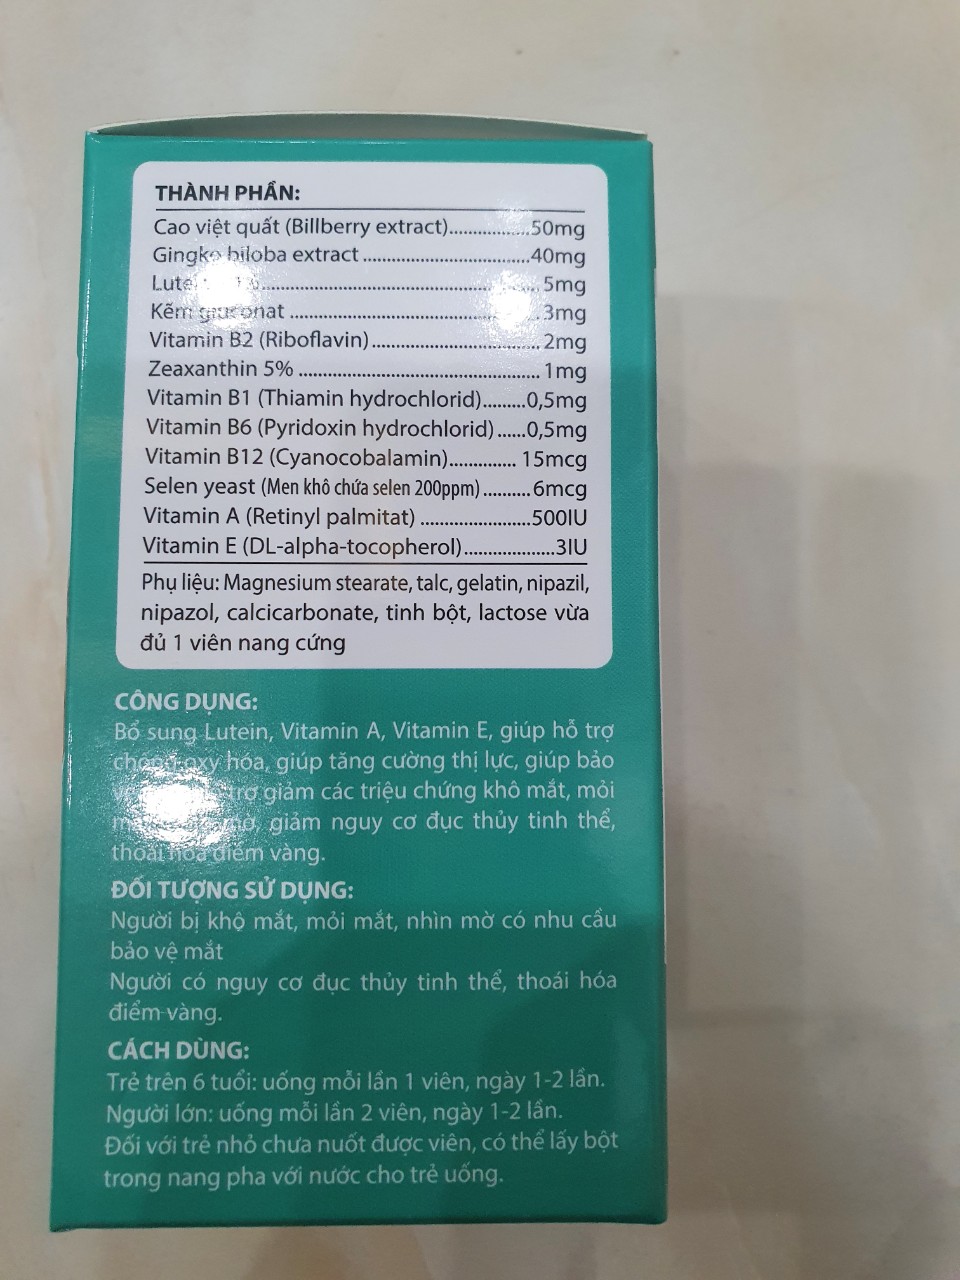 THÀNH PHẦN:
Cao việt quất (Billberry extract)................50mg
Gingko biloba extract ..............................40mg
5mg
Kẽm gluconat ............................................3mg
Vitamin B2 (Riboflavin)...............................2mg
Zeaxanthin 5% ...........................................1mg
Vitamin B1 (Thiamin hydrochlorid)........0,5mg
Vitamin B6 (Pyridoxin hydrochlorid)......0,5mg
Vitamin B12 (Cyanocobalamin).............. 15mcg
Selen yeast (Men khô chứa selen 200ppm)..........6mcg
Vitamin A (Retinyl palmitat) ....................500IU
Vitamin E (DL-alpha-tocopherol)..................3IU
Phụ liệu: Magnesium stearate, talc, gelatin, nipazil,
nipazol, calcicarbonate, tinh bột, lactose vừa
đủ 1 viên nang cứng
CÔNG DỤNG:
Bổ sung Lutein, Vitamin A, Vitamin E, giúp hỗ trợ
chống oxy hóa, giúp tăng cường thị lực, giúp bảo
trợ giảm các triệu chứng khô mắt, mỏi
giảm nguy cơ đục thủy tinh thể,
thoái hóa điểm vàng.
ĐỐI TƯỢNG SỬ DỤNG:
Người bị khô mắt, mỏi mắt, nhìn mờ có nhu cầu
bảo vệ mắt
Người có nguy cơ đục thủy tinh thể, thoái hóa
điểm vàng.
CÁCH DÙNG:
Trẻ trên 6 tuổi: uống mỗi lần 1 viên, ngày 1-2 lần.
Người lớn: uống mỗi lần 2 viên, ngày 1-2 lần.
Đối với trẻ nhỏ chưa nuốt được viên, có thể lấy bột
trong nang pha với nước cho trẻ uống.